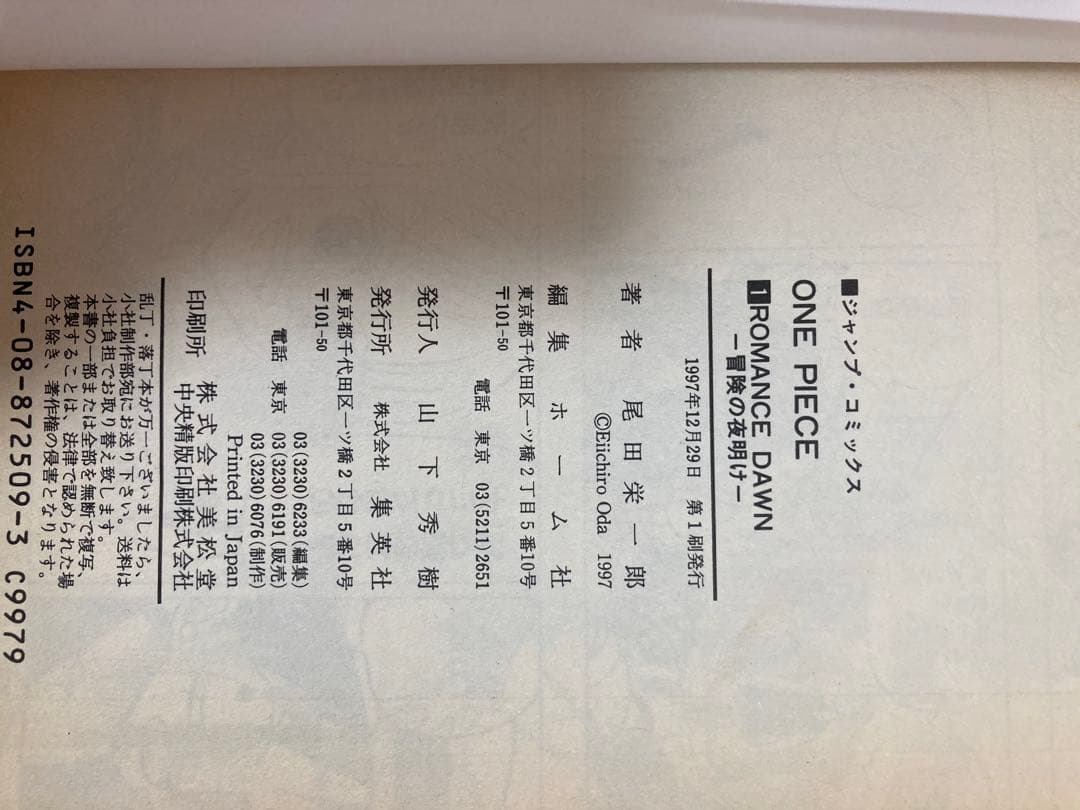 ■ジャンプ・コミックス
ONE PIECE
1 ROMANCE DAWN
―冒険の夜明け―
1997年12月29日 第1刷発行
著者 尾田栄一郎
©Eiichiro Oda 1997
編集 ホーム社
東京都千代田区一ツ橋2丁目5番10号
〒101-50
電話 東京 03(5211)2651
発行人 山下秀樹
発行所 株式会社 集英社
東京都千代田区一ツ橋2丁目5番10号
〒101-50
03(3230)6233(編集)
電話 東京 03(3230)6191(販売)
03(3230)6076(制作)
Printed in Japan
印刷所 株式会社美松堂
中央精版印刷株式会社
乱丁・落丁本が万一ございましたら、
小社制作部宛にお送り下さい。送料は
小社負担でお取り替え致します。
本書の一部または全部を無断で複写、
複製することは、法律で認められた場
合を除き、著作権の侵害となります。
ISBN4-08-872509-3 C9979